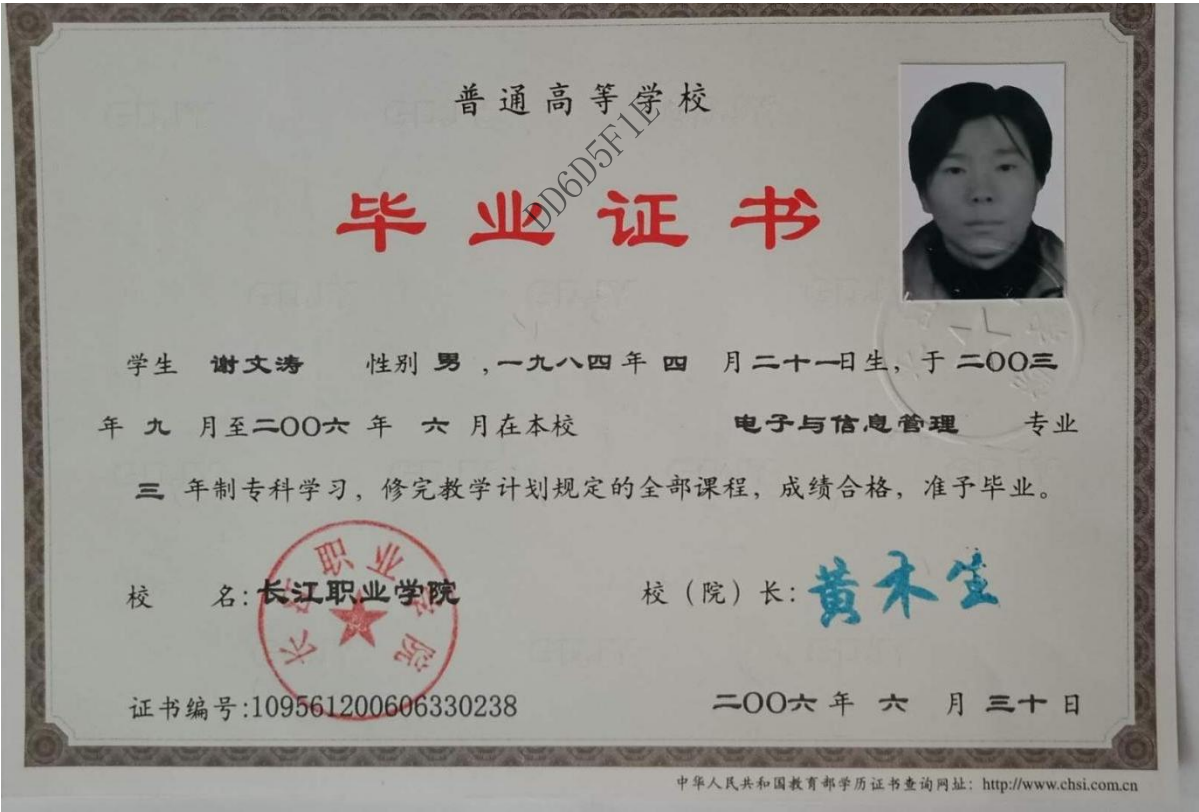 普通高等学校
DD6D5F1E
毕业证书
学生 谢文涛 性别 男 ,一九八四年 四 月二十一日生，于 二OO三
年 九 月至二OO六 年 六 月在本校 电子与信息管理 专业
三 年制专科学习，修完教学计划规定的全部课程，成绩合格，准予毕业。
长江职业学院
校 名:长江职业学院 校（院）长: 黄木生
证书编号:109561200606330238 二OO六 年 六 月 三十 日
中华人民共和国教育部学历证书查询网址：http://www.chsi.com.cn